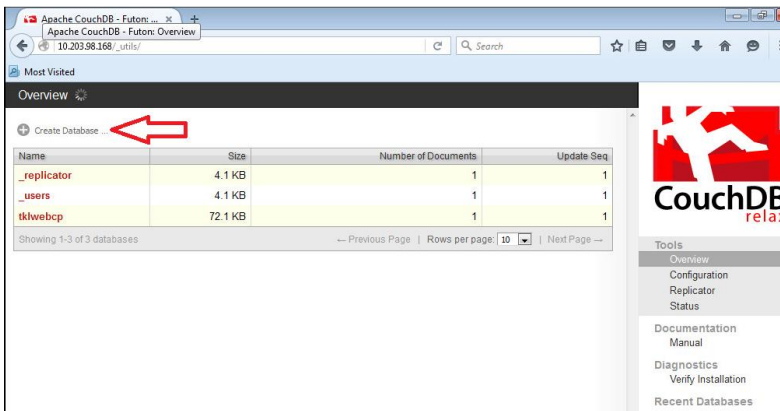 Apache CouchDB - Futon: ...
Apache CouchDB - Futon: Overview
10.203.98.168/_utils/
Search
Most Visited
Overview
Create Database ...
Name Size Number of Documents Update Seq
_replicator 4.1 KB 1 1
_users 4.1 KB 1 1
tklwebcp 72.1 KB 1 1
Showing 1-3 of 3 databases ← Previous Page | Rows per page: 10 | Next Page →
CouchDB
relax
Tools
Overview
Configuration
Replicator
Status
Documentation
Manual
Diagnostics
Verify Installation
Recent Databases